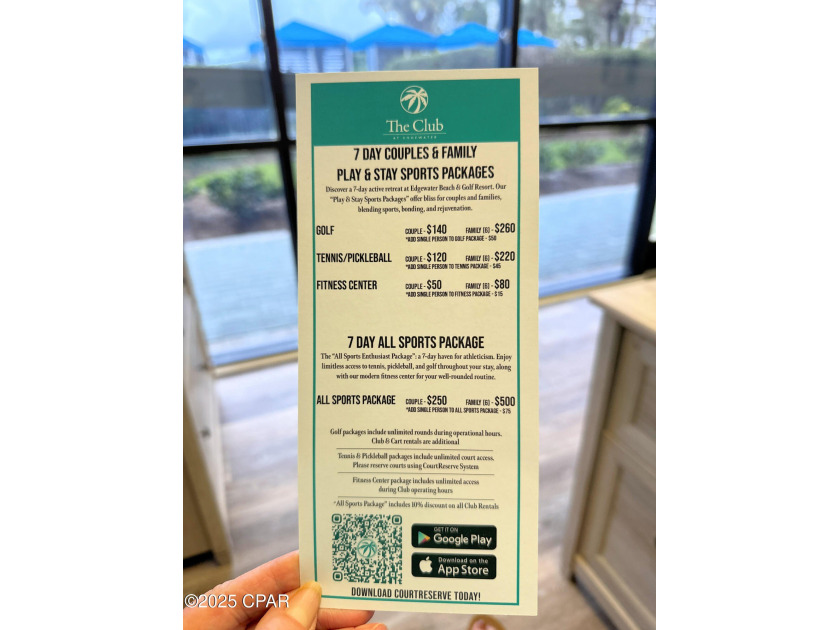 The Club
AT EDGEWATER
7 DAY COUPLES & FAMILY
PLAY & STAY SPORTS PACKAGES
Discover a 7-day active retreat at Edgewater Beach & Golf Resort. Our
"Play & Stay Sports Packages" offer bliss for couples and families,
blending sports, bonding, and rejuvenation.
GOLF COUPLE - $140 FAMILY (6) - $260
*ADD SINGLE PERSON TO GOLF PACKAGE - $50
TENNIS/PICKLEBALL COUPLE - $120 FAMILY (6) - $220
*ADD SINGLE PERSON TO TENNIS PACKAGE - $45
FITNESS CENTER COUPLE - $50 FAMILY (6) - $80
*ADD SINGLE PERSON TO FITNESS PACKAGE - $15
7 DAY ALL SPORTS PACKAGE
The "All Sports Enthusiast Package": a 7-day haven for athleticism. Enjoy
limitless access to tennis, pickleball, and golf throughout your stay, along
with our modern fitness center for your well-rounded routine.
ALL SPORTS PACKAGE COUPLE - $250 FAMILY (6) - $500
*ADD SINGLE PERSON TO ALL SPORTS PACKAGE - $75
Golf packages include unlimited rounds during operational hours.
Club & Cart rentals are additional
Tennis & Pickleball packages include unlimited court access.
Please reserve courts using CourtReserve System
Fitness Center package includes unlimited access
during Club operating hours
"All Sports Package" includes 10% discount on all Club Rentals
GET IT ON
Google Play
Download on the
App Store
DOWNLOAD COURTRESERVE TODAY!
©2025 CPAR